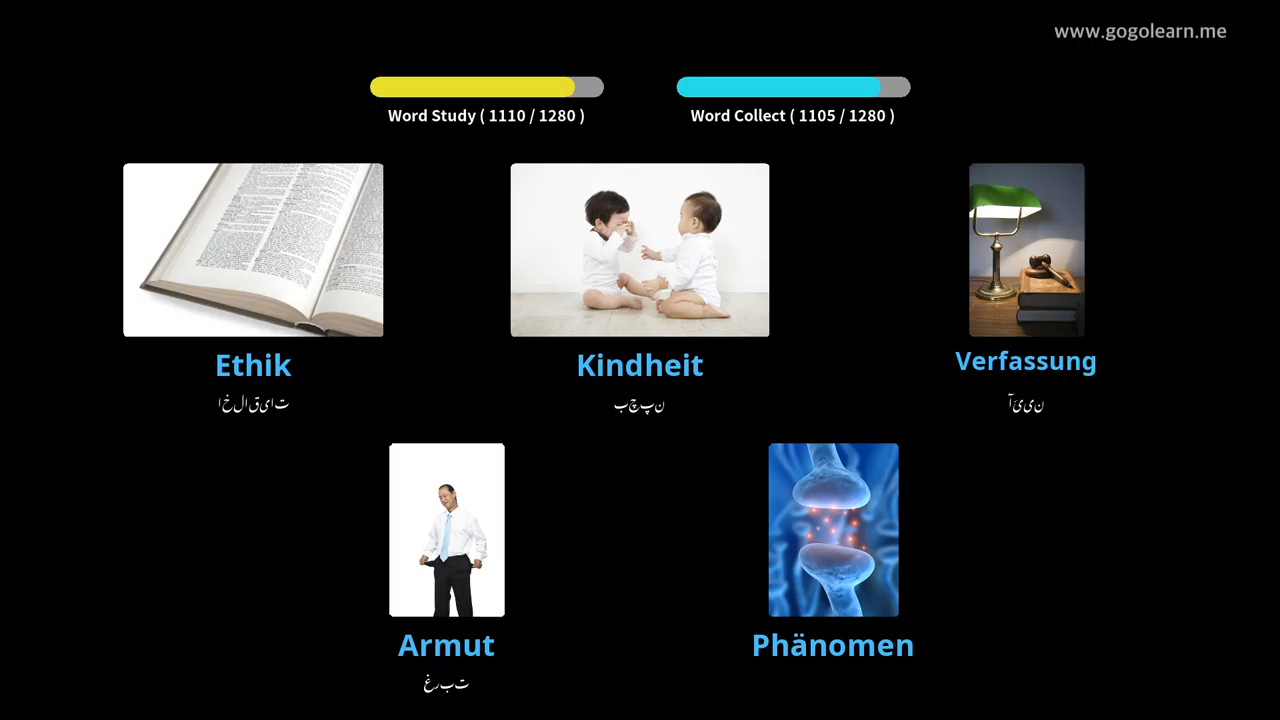 www.gogolearn.me
Word Study ( 1110 / 1280 )
Word Collect ( 1105 / 1280 )
Ethik
اخلاقیات
Kindheit
بچپن
Verfassung
آئیین
Armut
غربت
Phänomen